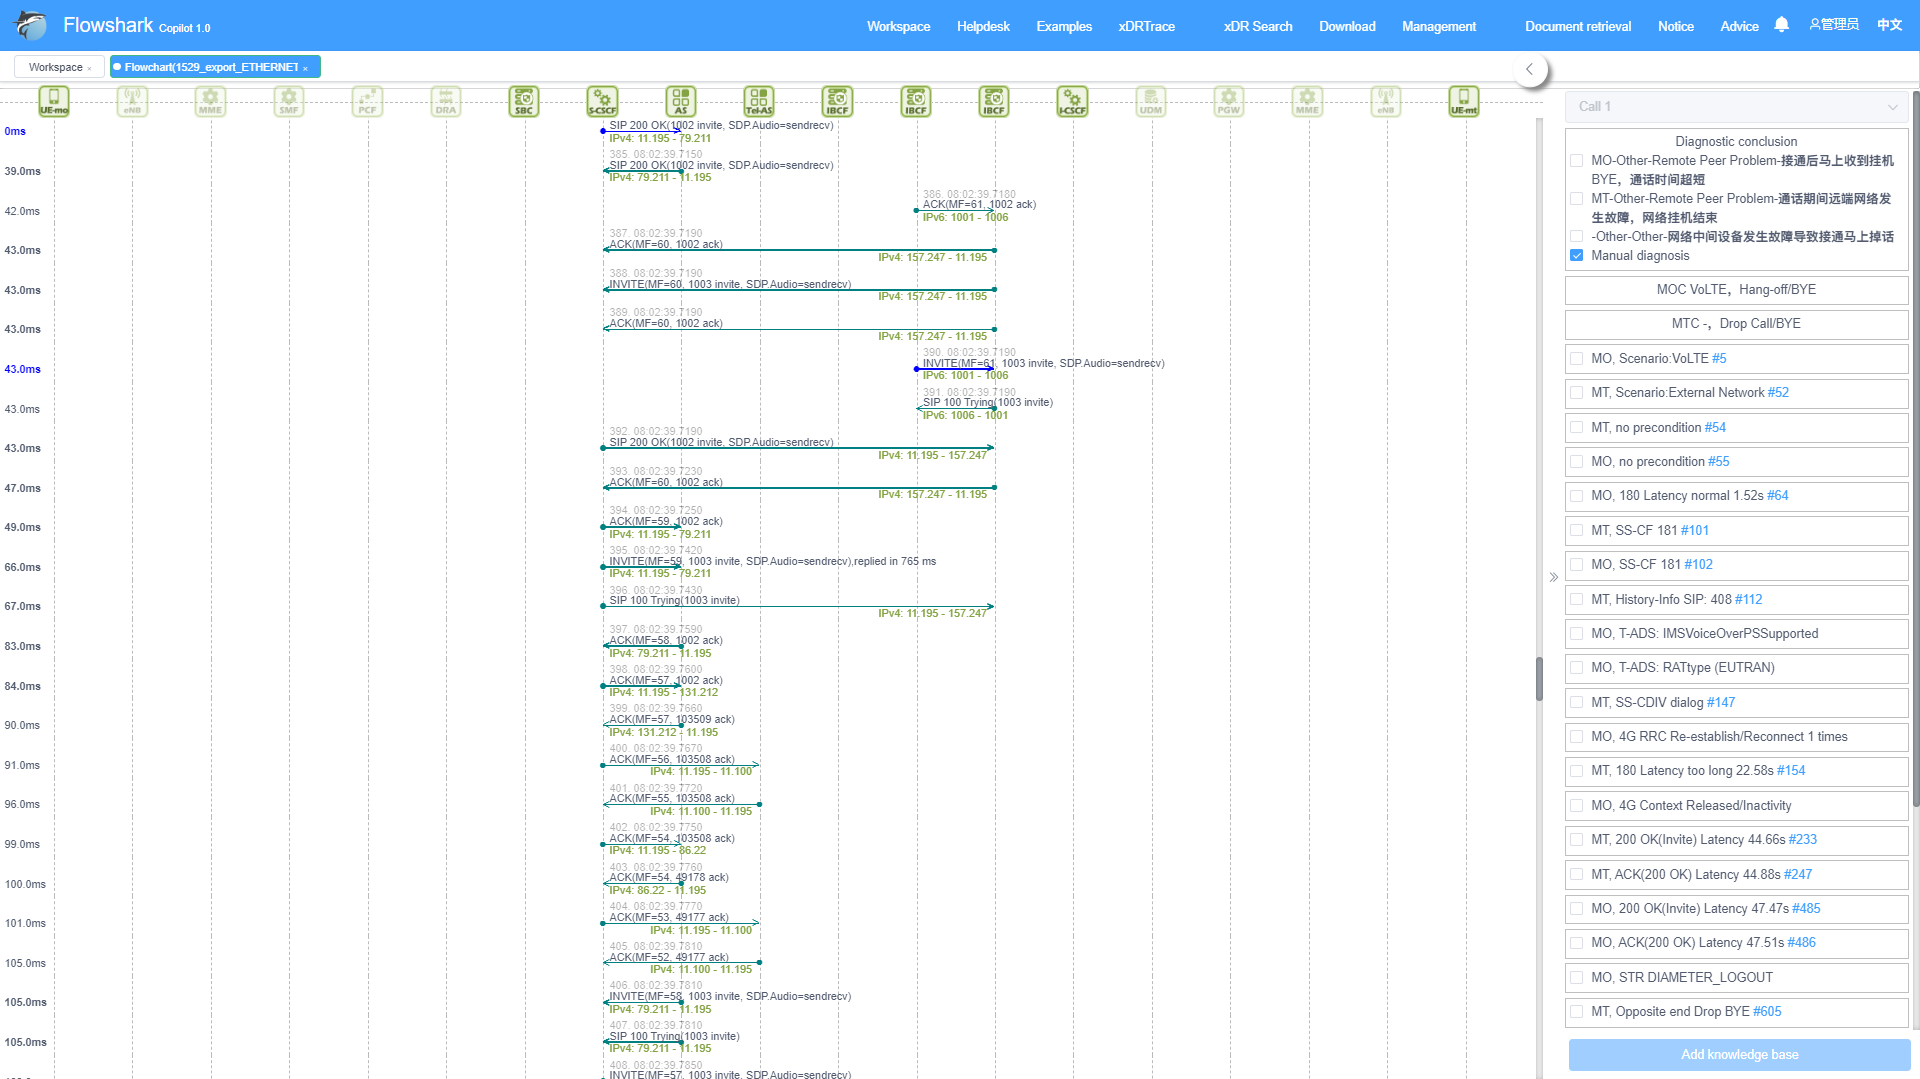 Flowshark Copilot 1.0
Workspace Helpdesk Examples xDRTrace xDR Search Download Management Document retrieval Notice Advice 管理员 中文
Workspace ×
Flowchart(1529_export_ETHERNET ×
UE-mo eNB MME SMF PCF DRA SBC S-CSCF AS Tel-AS IBCF IBCF IBCF I-CSCF UDM PGW MME eNB UE-mt
0ms
SIP 200 OK(1002 invite, SDP.Audio=sendrecv)
IPv4: 11.195 - 79.211
385. 08:02:39.7150
39.0ms
SIP 200 OK(1002 invite, SDP.Audio=sendrecv)
IPv4: 79.211 - 11.195
386. 08:02:39.7180
42.0ms
ACK(MF=61, 1002 ack)
IPv6: 1001 - 1006
387. 08:02:39.7190
43.0ms
ACK(MF=60, 1002 ack)
IPv4: 157.247 - 11.195
388. 08:02:39.7190
43.0ms
INVITE(MF=60, 1003 invite, SDP.Audio=sendrecv)
IPv4: 157.247 - 11.195
389. 08:02:39.7190
43.0ms
ACK(MF=60, 1002 ack)
IPv4: 157.247 - 11.195
390. 08:02:39.7190
43.0ms
INVITE(MF=61, 1003 invite, SDP.Audio=sendrecv)
IPv6: 1001 - 1006
391. 08:02:39.7190
43.0ms
SIP 100 Trying(1003 invite)
IPv6: 1006 - 1001
392. 08:02:39.7190
43.0ms
SIP 200 OK(1002 invite, SDP.Audio=sendrecv)
IPv4: 11.195 - 157.247
393. 08:02:39.7230
47.0ms
ACK(MF=60, 1002 ack)
IPv4: 157.247 - 11.195
394. 08:02:39.7250
49.0ms
ACK(MF=59, 1002 ack)
IPv4: 11.195 - 79.211
395. 08:02:39.7420
66.0ms
INVITE(MF=59, 1003 invite, SDP.Audio=sendrecv),replied in 765 ms
IPv4: 11.195 - 79.211
396. 08:02:39.7430
67.0ms
SIP 100 Trying(1003 invite)
IPv4: 11.195 - 157.247
397. 08:02:39.7590
83.0ms
ACK(MF=58, 1002 ack)
IPv4: 79.211 - 11.195
398. 08:02:39.7600
84.0ms
ACK(MF=57, 1002 ack)
IPv4: 11.195 - 131.212
399. 08:02:39.7660
90.0ms
ACK(MF=57, 103509 ack)
IPv4: 131.212 - 11.195
400. 08:02:39.7670
91.0ms
ACK(MF=56, 103508 ack)
IPv4: 11.195 - 11.100
401. 08:02:39.7720
96.0ms
ACK(MF=55, 103508 ack)
IPv4: 11.100 - 11.195
402. 08:02:39.7750
99.0ms
ACK(MF=54, 103508 ack)
IPv4: 11.195 - 86.22
403. 08:02:39.7760
100.0ms
ACK(MF=54, 49178 ack)
IPv4: 86.22 - 11.195
404. 08:02:39.7770
101.0ms
ACK(MF=53, 49177 ack)
IPv4: 11.195 - 11.100
405. 08:02:39.7810
105.0ms
ACK(MF=52, 49177 ack)
IPv4: 11.100 - 11.195
406. 08:02:39.7810
105.0ms
INVITE(MF=58, 1003 invite, SDP.Audio=sendrecv)
IPv4: 79.211 - 11.195
407. 08:02:39.7810
105.0ms
SIP 100 Trying(1003 invite)
IPv4: 79.211 - 11.195
408. 08:02:39.7850
INVITE(MF=57, 1003 invite, SDP.Audio=sendrecv)
Call 1
Diagnostic conclusion
MO-Other-Remote Peer Problem-接通后马上收到挂机
BYE，通话时间超短
MT-Other-Remote Peer Problem-通话期间远端网络发
生故障，网络挂机结束
-Other-Other-网络中间设备发生故障导致接通马上掉话
Manual diagnosis
MOC VoLTE，Hang-off/BYE
MTC -，Drop Call/BYE
MO, Scenario:VoLTE #5
MT, Scenario:External Network #52
MT, no precondition #54
MO, no precondition #55
MO, 180 Latency normal 1.52s #64
MT, SS-CF 181 #101
MO, SS-CF 181 #102
MT, History-Info SIP: 408 #112
MO, T-ADS: IMSVoiceOverPSSupported
MO, T-ADS: RATtype (EUTRAN)
MT, SS-CDIV dialog #147
MO, 4G RRC Re-establish/Reconnect 1 times
MT, 180 Latency too long 22.58s #154
MO, 4G Context Released/Inactivity
MT, 200 OK(Invite) Latency 44.66s #233
MT, ACK(200 OK) Latency 44.88s #247
MO, 200 OK(Invite) Latency 47.47s #485
MO, ACK(200 OK) Latency 47.51s #486
MO, STR DIAMETER_LOGOUT
MT, Opposite end Drop BYE #605
Add knowledge base